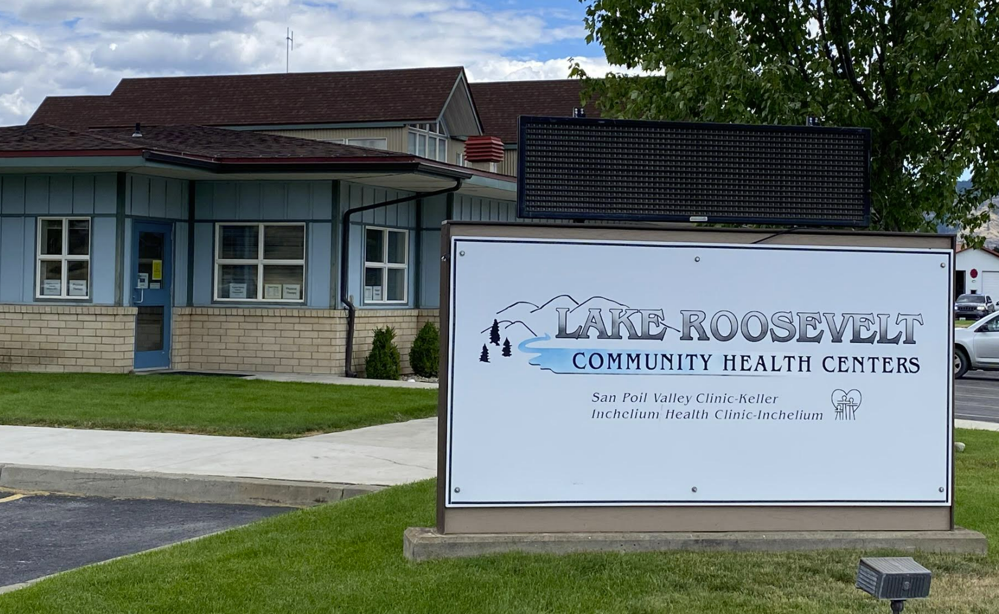 LAKE ROOSEVELT
COMMUNITY HEALTH CENTERS
San Poil Valley Clinic-Keller
Inchelium Health Clinic-Inchelium